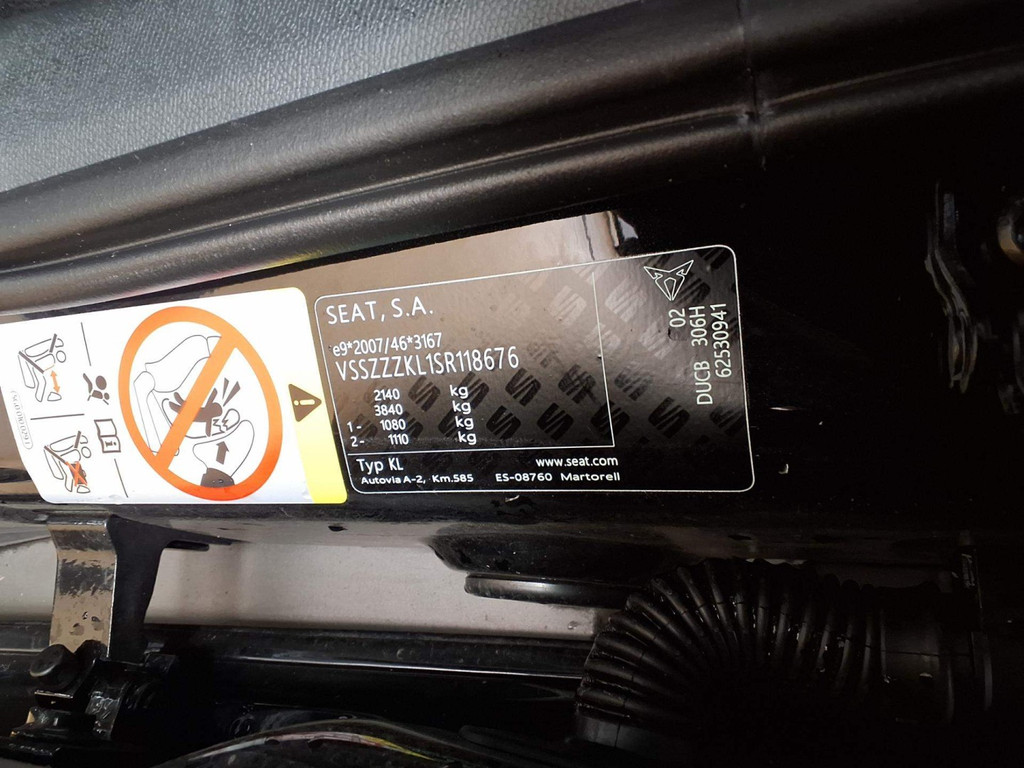 SEAT, S.A.
e9*2007/46*3167
VSSZZZKL1SR118676
2140 kg
3840 kg
1- 1080 kg
2- 1110 kg
Typ KL www.seat.com
Autovia A-2, Km.585 ES-08760 Martorell
DUCB 306H 02
62530941